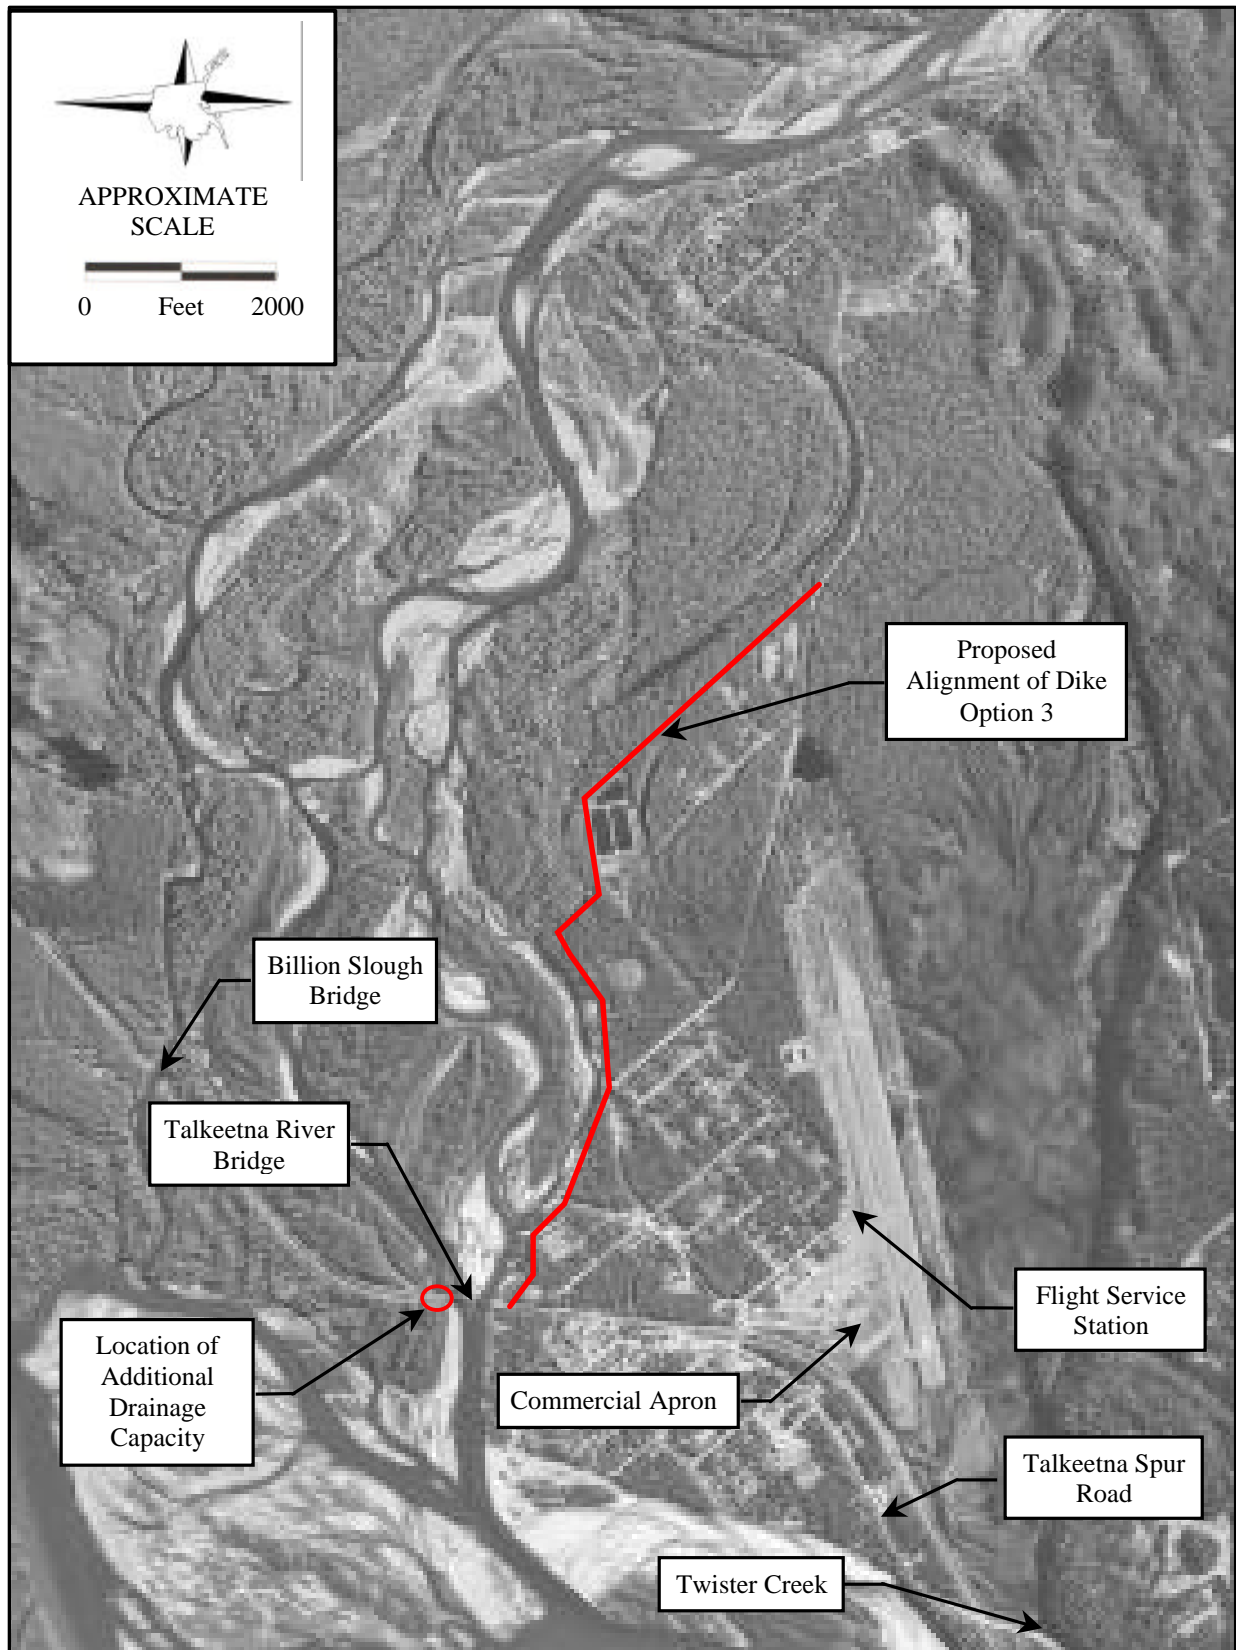 APPROXIMATE
SCALE
0 Feet 2000
Proposed
Alignment of Dike
Option 3
Billion Slough
Bridge
Talkeetna River
Bridge
Flight Service
Station
Location of
Additional
Drainage
Capacity
Commercial Apron
Talkeetna Spur
Road
Twister Creek